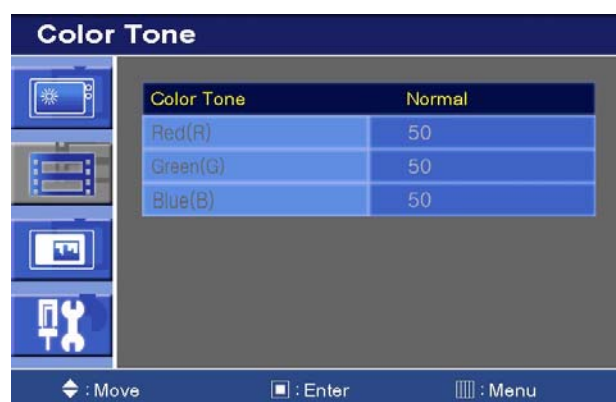 Color Tone
Color Tone Normal
Red(R) 50
Green(G) 50
Blue(B) 50
: Move : Enter : Menu